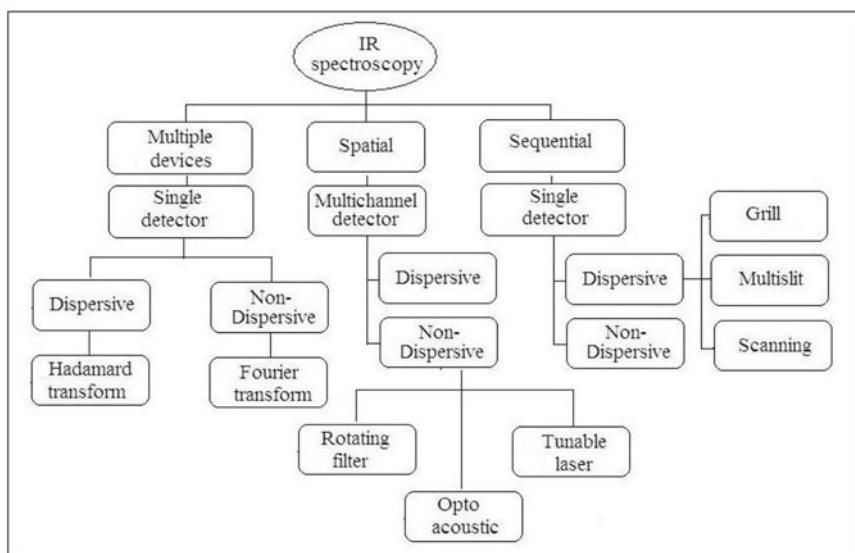 IR
spectroscopy
Multiple
devices
Spatial
Sequential
Single
detector
Multichannel
detector
Single
detector
Grill
Dispersive
Non-
Dispersive
Dispersive
Dispersive
Multislit
Non-
Dispersive
Non-
Dispersive
Scanning
Hadamard
transform
Fourier
transform
Rotating
filter
Tunable
laser
Opto
acoustic